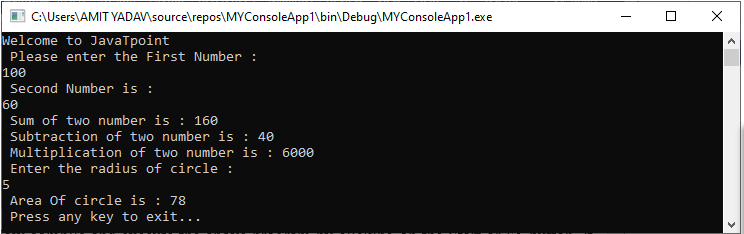 C:\Users\AMIT YADAV\source\repos\MYConsoleApp1\bin\Debug\MYConsoleApp1.exe
Welcome to JavaTpoint
Please enter the First Number :
100
Second Number is :
60
Sum of two number is : 160
Subtraction of two number is : 40
Multiplication of two number is : 6000
Enter the radius of circle :
5
Area Of circle is : 78
Press any key to exit...